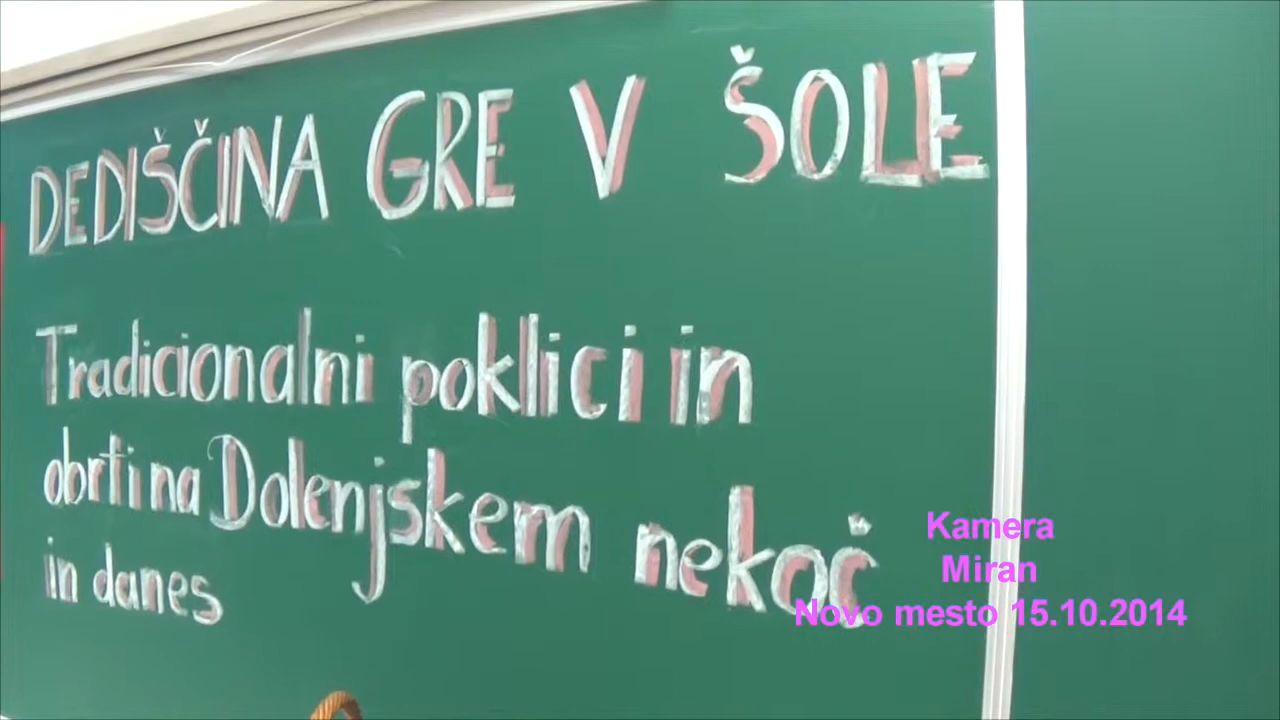 DEDIŠČINA GRE V ŠOLE
Tradicionalni poklici in
obrti na Dolenjskem nekoč
in danes
Kamera
Miran
Novo mesto 15.10.2014